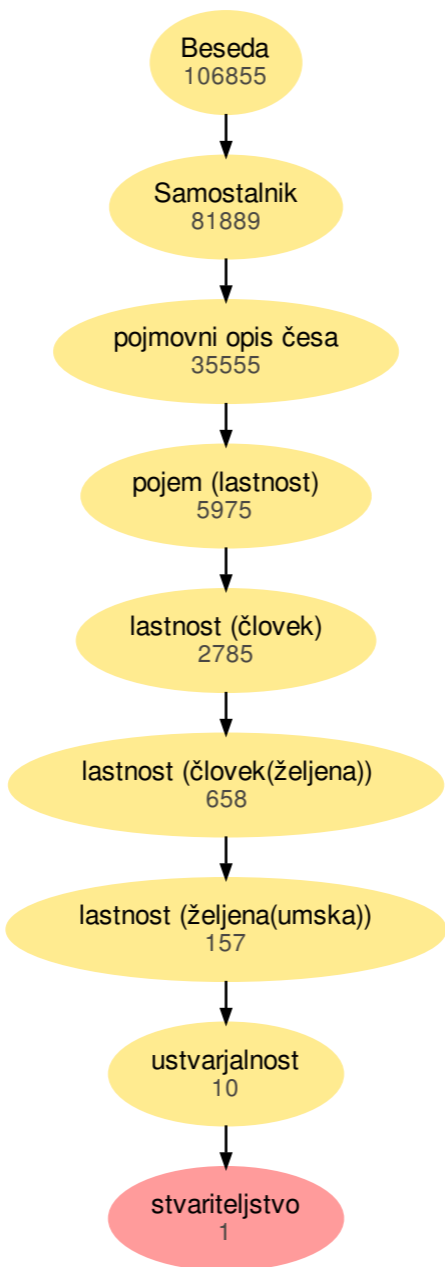 Beseda
106855
Samostalnik
81889
pojmovni opis česa
35555
pojem (lastnost)
5975
lastnost (človek)
2785
lastnost (človek(željena))
658
lastnost (željena(umska))
157
ustvarjalnost
10
stvariteljstvo
1